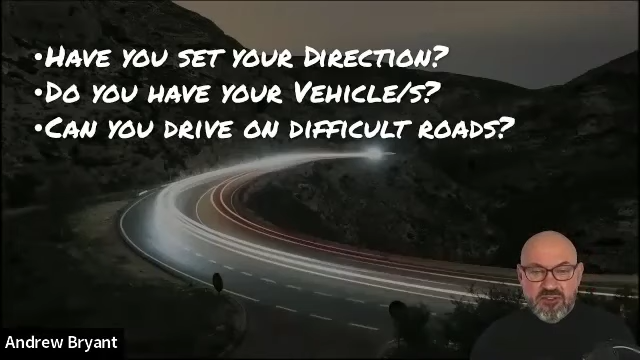 •Have you set your Direction?
•Do you have your Vehicle/s?
•Can you drive on difficult roads?
Andrew Bryant